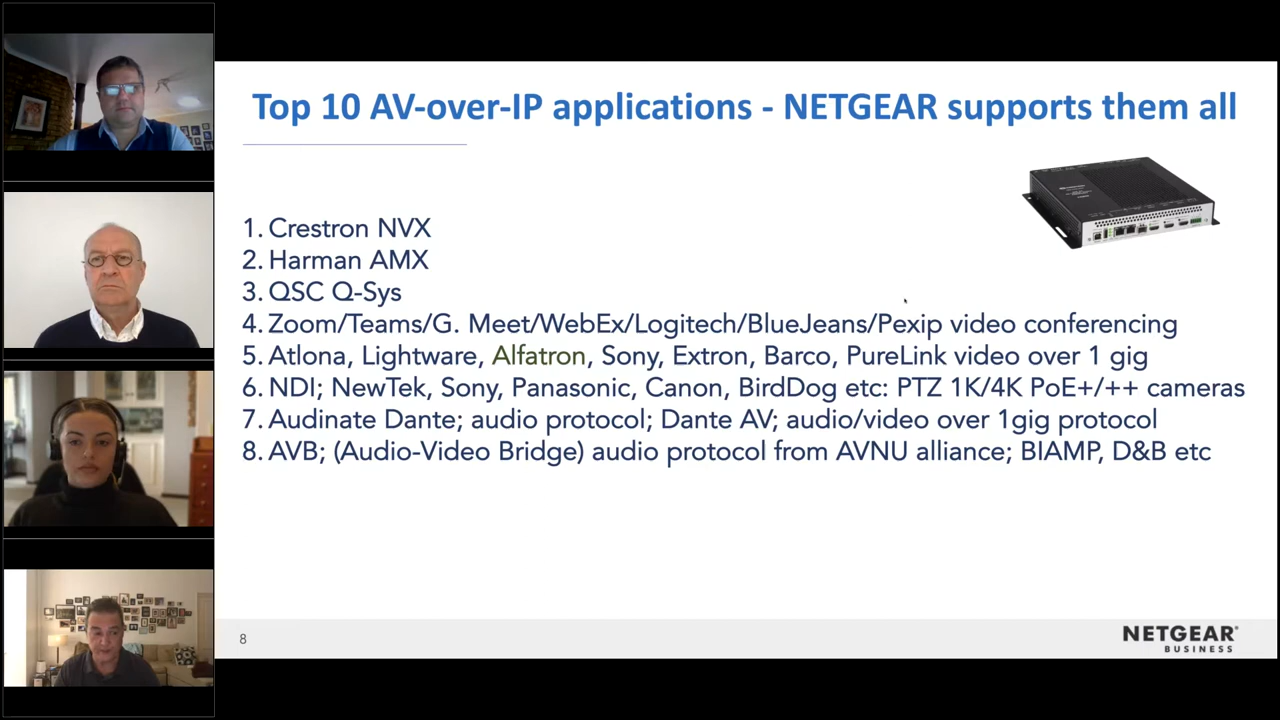 Top 10 AV-over-IP applications - NETGEAR supports them all
1. Crestron NVX
2. Harman AMX
3. QSC Q-Sys
4. Zoom/Teams/G. Meet/WebEx/Logitech/BlueJeans/Pexip video conferencing
5. Atlona, Lightware, Alfatron, Sony, Extron, Barco, PureLink video over 1 gig
6. NDI; NewTek, Sony, Panasonic, Canon, BirdDog etc: PTZ 1K/4K PoE+/++ cameras
7. Audinate Dante; audio protocol; Dante AV; audio/video over 1gig protocol
8. AVB; (Audio-Video Bridge) audio protocol from AVNU alliance; BIAMP, D&B etc
8
NETGEAR®
BUSINESS